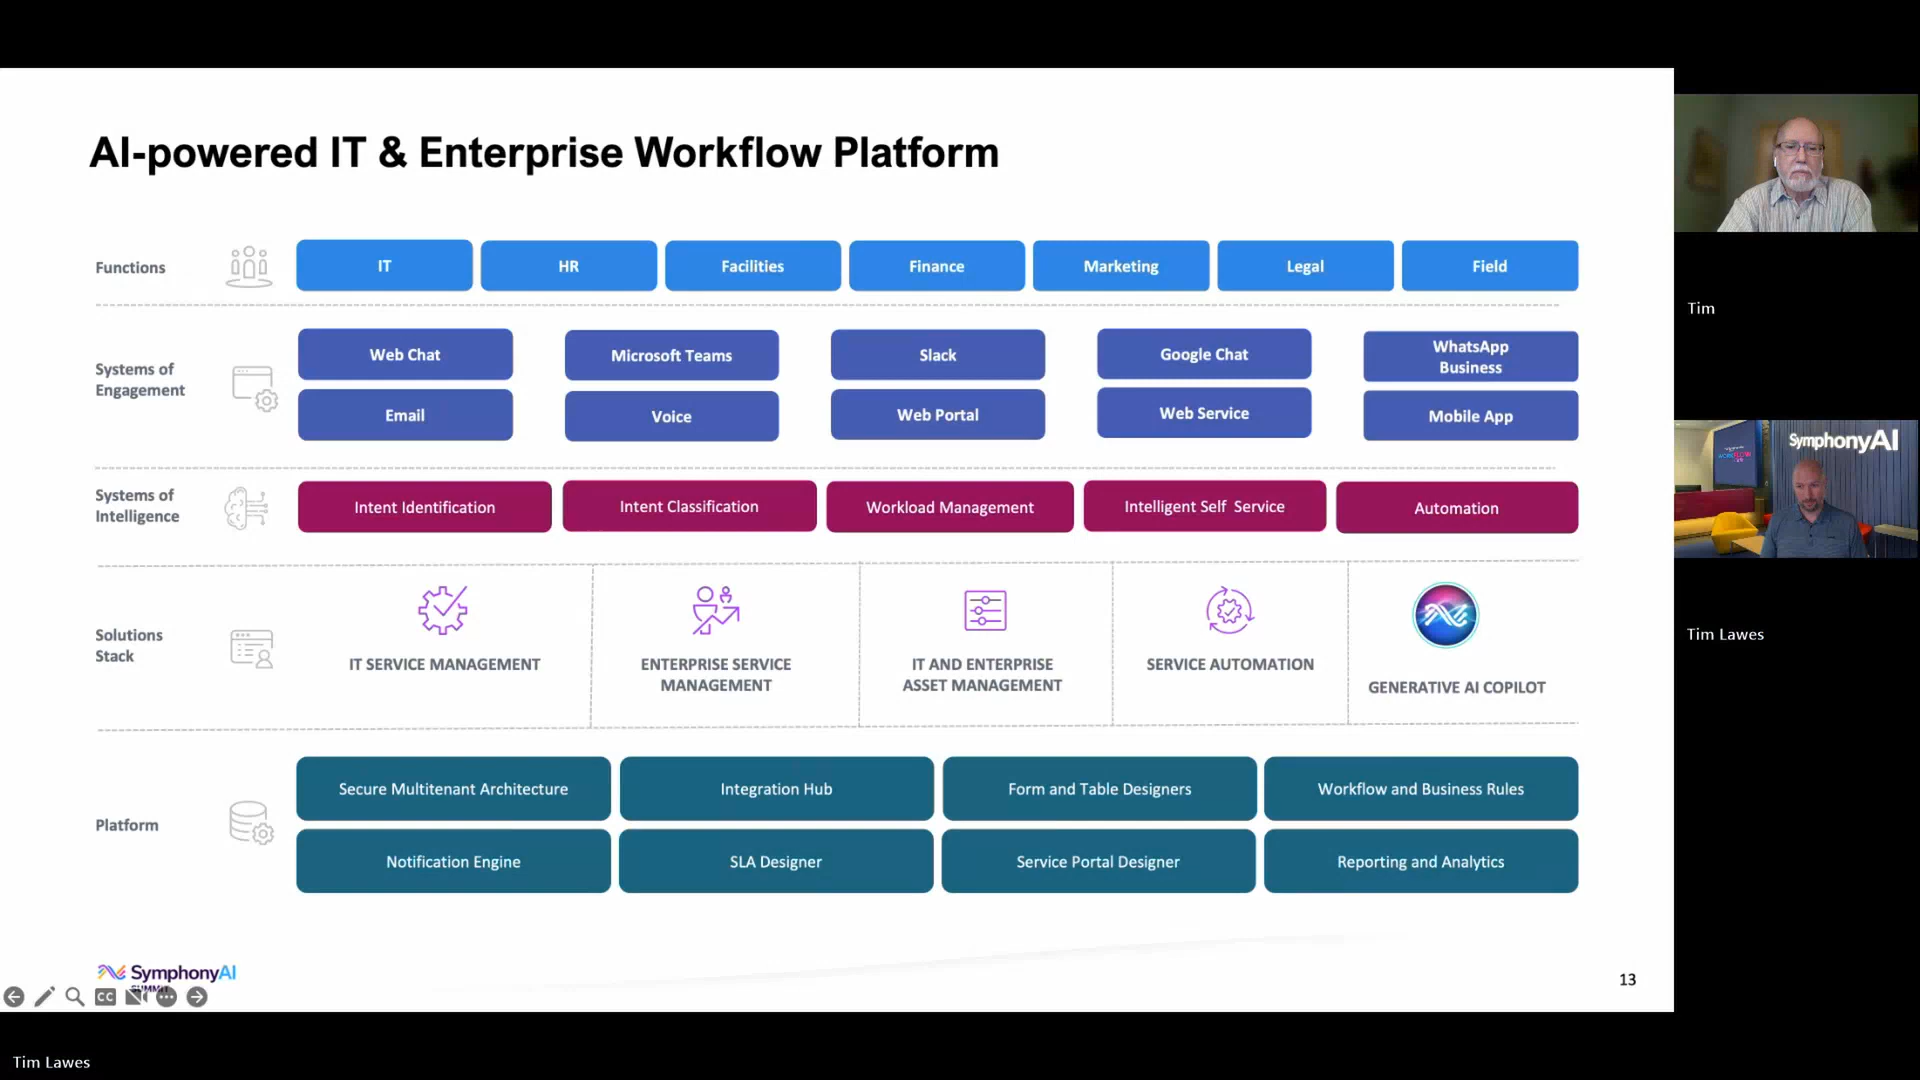 AI-powered IT & Enterprise Workflow Platform
Functions
IT
HR
Facilities
Finance
Marketing
Legal
Field
Systems of
Engagement
Web Chat
Microsoft Teams
Slack
Google Chat
WhatsApp
Business
Email
Voice
Web Portal
Web Service
Mobile App
Systems of
Intelligence
Intent Identification
Intent Classification
Workload Management
Intelligent Self Service
Automation
Solutions
Stack
IT SERVICE MANAGEMENT
ENTERPRISE SERVICE
MANAGEMENT
IT AND ENTERPRISE
ASSET MANAGEMENT
SERVICE AUTOMATION
GENERATIVE AI COPILOT
Platform
Secure Multitenant Architecture
Integration Hub
Form and Table Designers
Workflow and Business Rules
Notification Engine
SLA Designer
Service Portal Designer
Reporting and Analytics
SymphonyAI
SUMMIT
CC
13
Tim
SymphonyAI
Tim Lawes
Tim Lawes